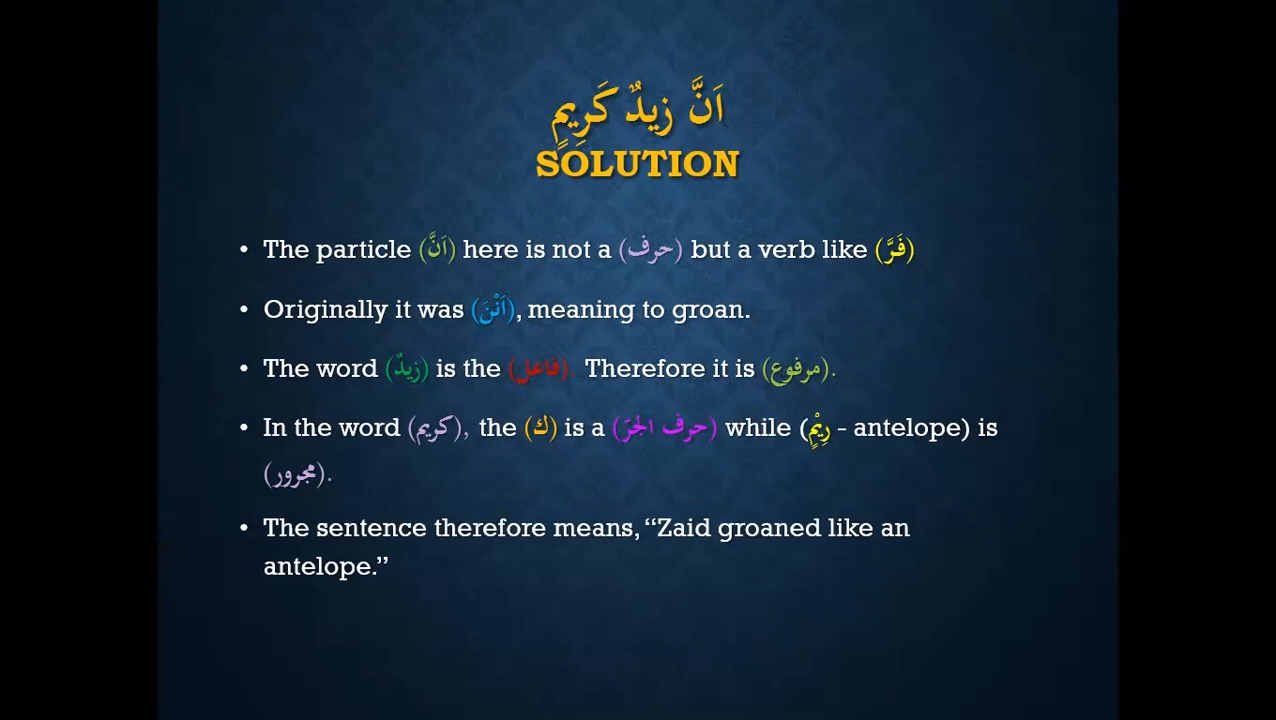 اَنَّ زيدٌ كَرِيمٍ
SOLUTION
• The particle (اَنَّ) here is not a (حرف) but a verb like (فَرَّ)
• Originally it was (اَنْنَ), meaning to groan.
• The word (زيدٌ) is the (فاعل). Therefore it is (مرفوع).
• In the word (كريم), the (ك) is a (حرف الجرّ) while (رِيْمٍ - antelope) is
(مجرور).
• The sentence therefore means, “Zaid groaned like an
antelope.”